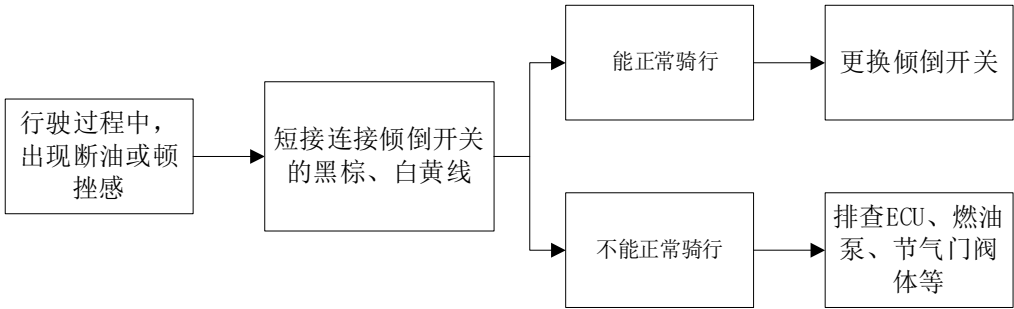 行驶过程中，
出现断油或顿
挫感
短接连接倾倒开关
的黑棕、白黄线
能正常骑行
更换倾倒开关
不能正常骑行
排查ECU、燃油
泵、节气门阀
体等